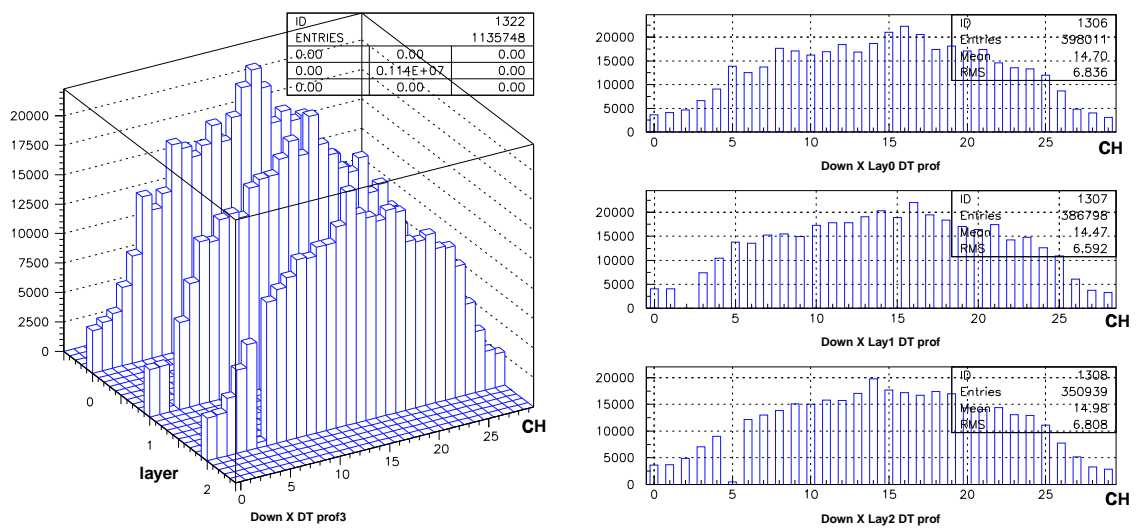 ID 1322
ENTRIES 1135748
0.00 0.00 0.00
0.00 0.114E+07 0.00
0.00 0.00 0.00
20000
17500
15000
12500
10000
7500
5000
2500
0
0
1
2
layer
0 5 10 15 20 25
CH
Down X DT prof3
ID 1306
Entries 398011
Mean 14.70
RMS 6.836
20000
15000
10000
5000
0
0 5 10 15 20 25
CH
Down X Lay0 DT prof
ID 1307
Entries 386798
Mean 14.47
RMS 6.592
20000
15000
10000
5000
0
0 5 10 15 20 25
CH
Down X Lay1 DT prof
ID 1308
Entries 350939
Mean 14.98
RMS 6.808
20000
15000
10000
5000
0
0 5 10 15 20 25
CH
Down X Lay2 DT prof